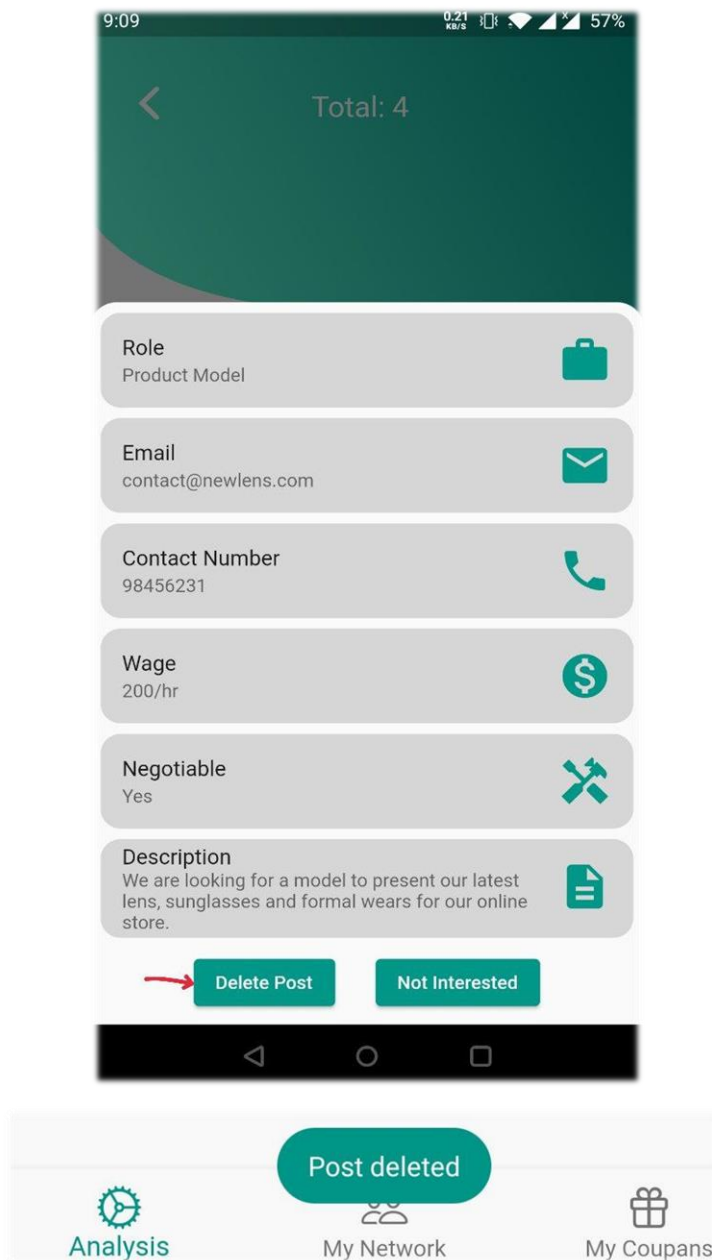 9:09 0.21 KB/S 57%
Total: 4
Role
Product Model
Email
contact@newlens.com
Contact Number
98456231
Wage
200/hr
Negotiable
Yes
Description
We are looking for a model to present our latest
lens, sunglasses and formal wears for our online
store.
Delete Post Not Interested
Post deleted
Analysis My Network My Coupans